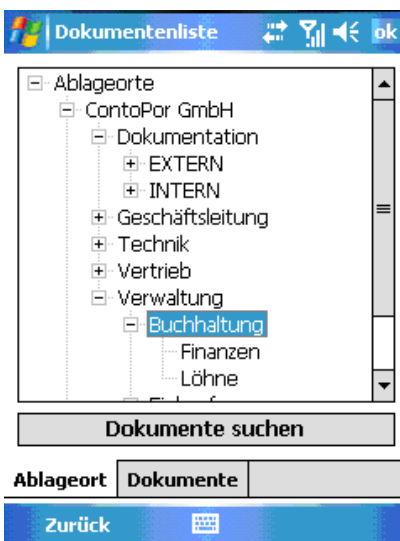 Dokumentenliste ok
Ablageorte
ContoPor GmbH
Dokumentation
EXTERN
INTERN
Geschäftsleitung
Technik
Vertrieb
Verwaltung
Buchhaltung
Finanzen
Löhne
Dokumente suchen
Ablageort Dokumente
Zurück